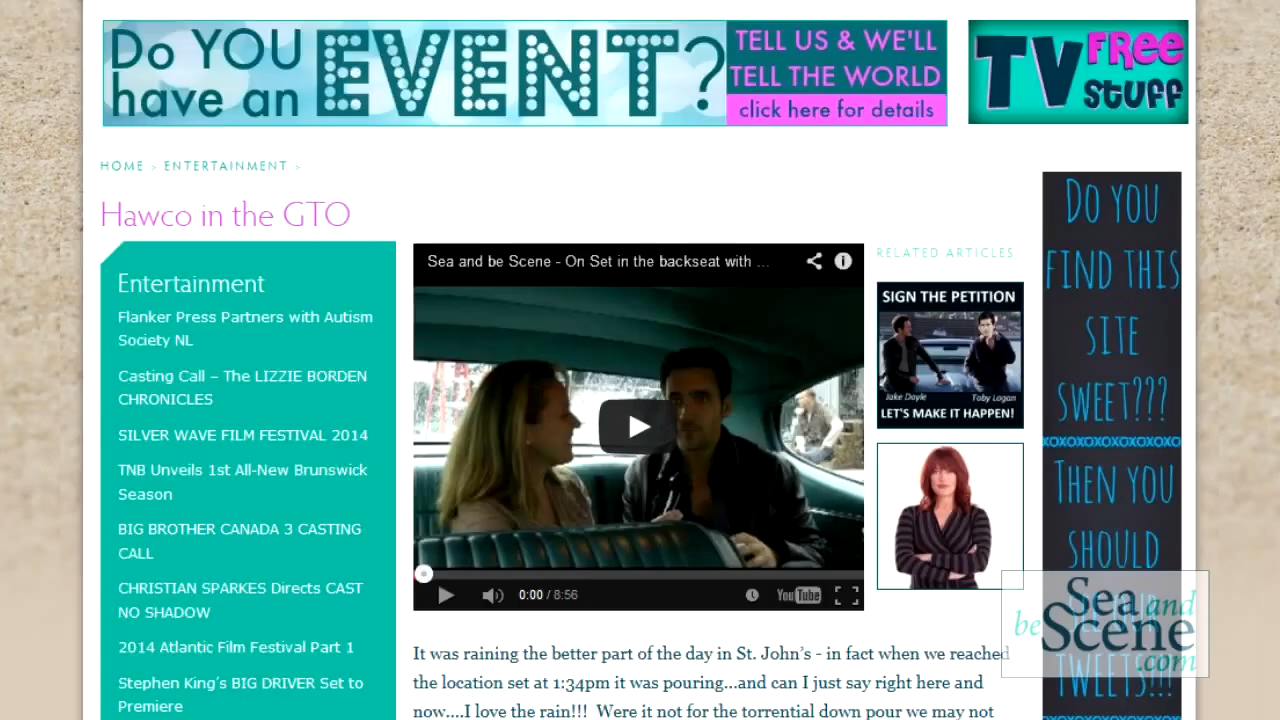 Do YOU
have an
EVENT?
TELL US & WE'LL
TELL THE WORLD
click here for details
TV
FREE
STUFF
HOME > ENTERTAINMENT >
Hawco in the GTO
Entertainment
Flanker Press Partners with Autism
Society NL
Casting Call – The LIZZIE BORDEN
CHRONICLES
SILVER WAVE FILM FESTIVAL 2014
TNB Unveils 1st All-New Brunswick
Season
BIG BROTHER CANADA 3 CASTING
CALL
CHRISTIAN SPARKES Directs CAST
NO SHADOW
2014 Atlantic Film Festival Part 1
Stephen King's BIG DRIVER Set to
Premiere
Sea and be Scene - On Set in the backseat with ...
0:00 / 8:56
YouTube
It was raining the better part of the day in St. John's - in fact when we reached
the location set at 1:34pm it was pouring...and can I just say right here and
now....I love the rain!!! Were it not for the torrential down pour we may not
RELATED ARTICLES
SIGN THE PETITION
Jake Doyle
Toby Logan
LET'S MAKE IT HAPPEN!
DO YOU
FIND THIS
SITE
SWEET???
XOXOXOXOXOXOXOXO
THEN YOU
SHOULD
TWEETS!!!
Sea and
be Scene
.com